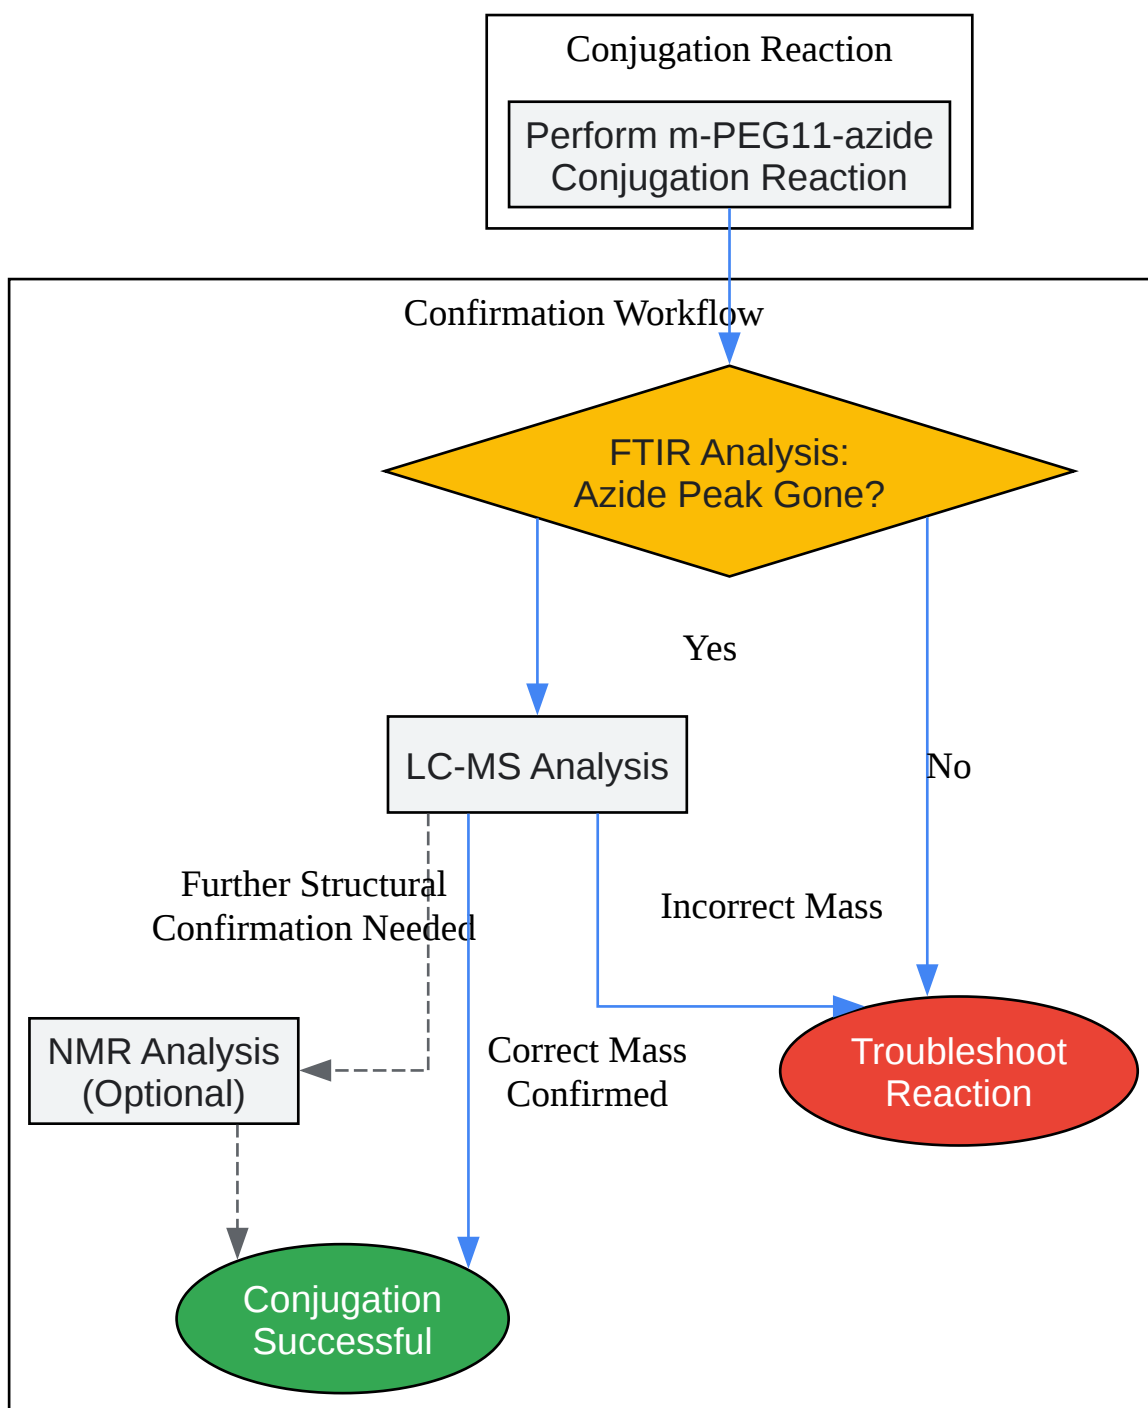 Conjugation Reaction
Perform m-PEG11-azide
Conjugation Reaction
Confirmation Workflow
FTIR Analysis:
Azide Peak Gone?
Yes
LC-MS Analysis
No
Further Structural
Confirmation Needed
Incorrect Mass
NMR Analysis
(Optional)
Correct Mass
Confirmed
Troubleshoot
Reaction
Conjugation
Successful